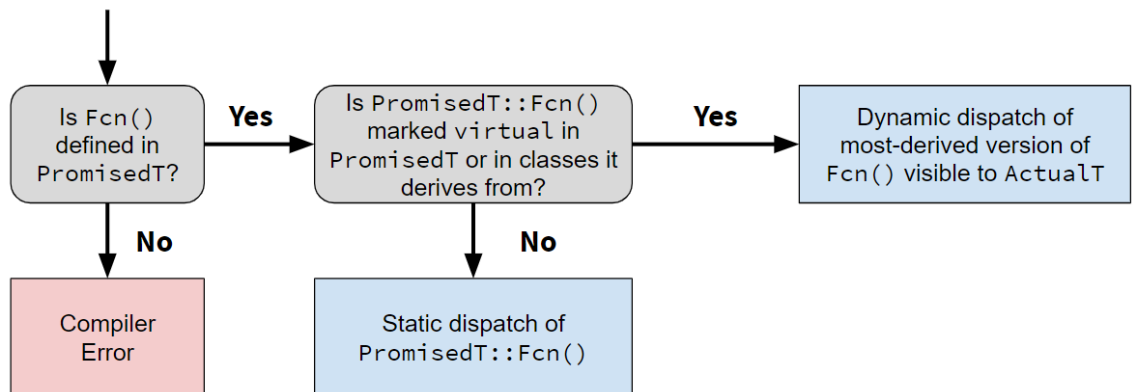 Is Fcn()
defined in
PromisedT?
Yes
Is PromisedT::Fcn()
marked virtual in
PromisedT or in classes it
derives from?
Yes
Dynamic dispatch of
most-derived version of
Fcn() visible to ActualT
No
No
Compiler
Error
Static dispatch of
PromisedT::Fcn()